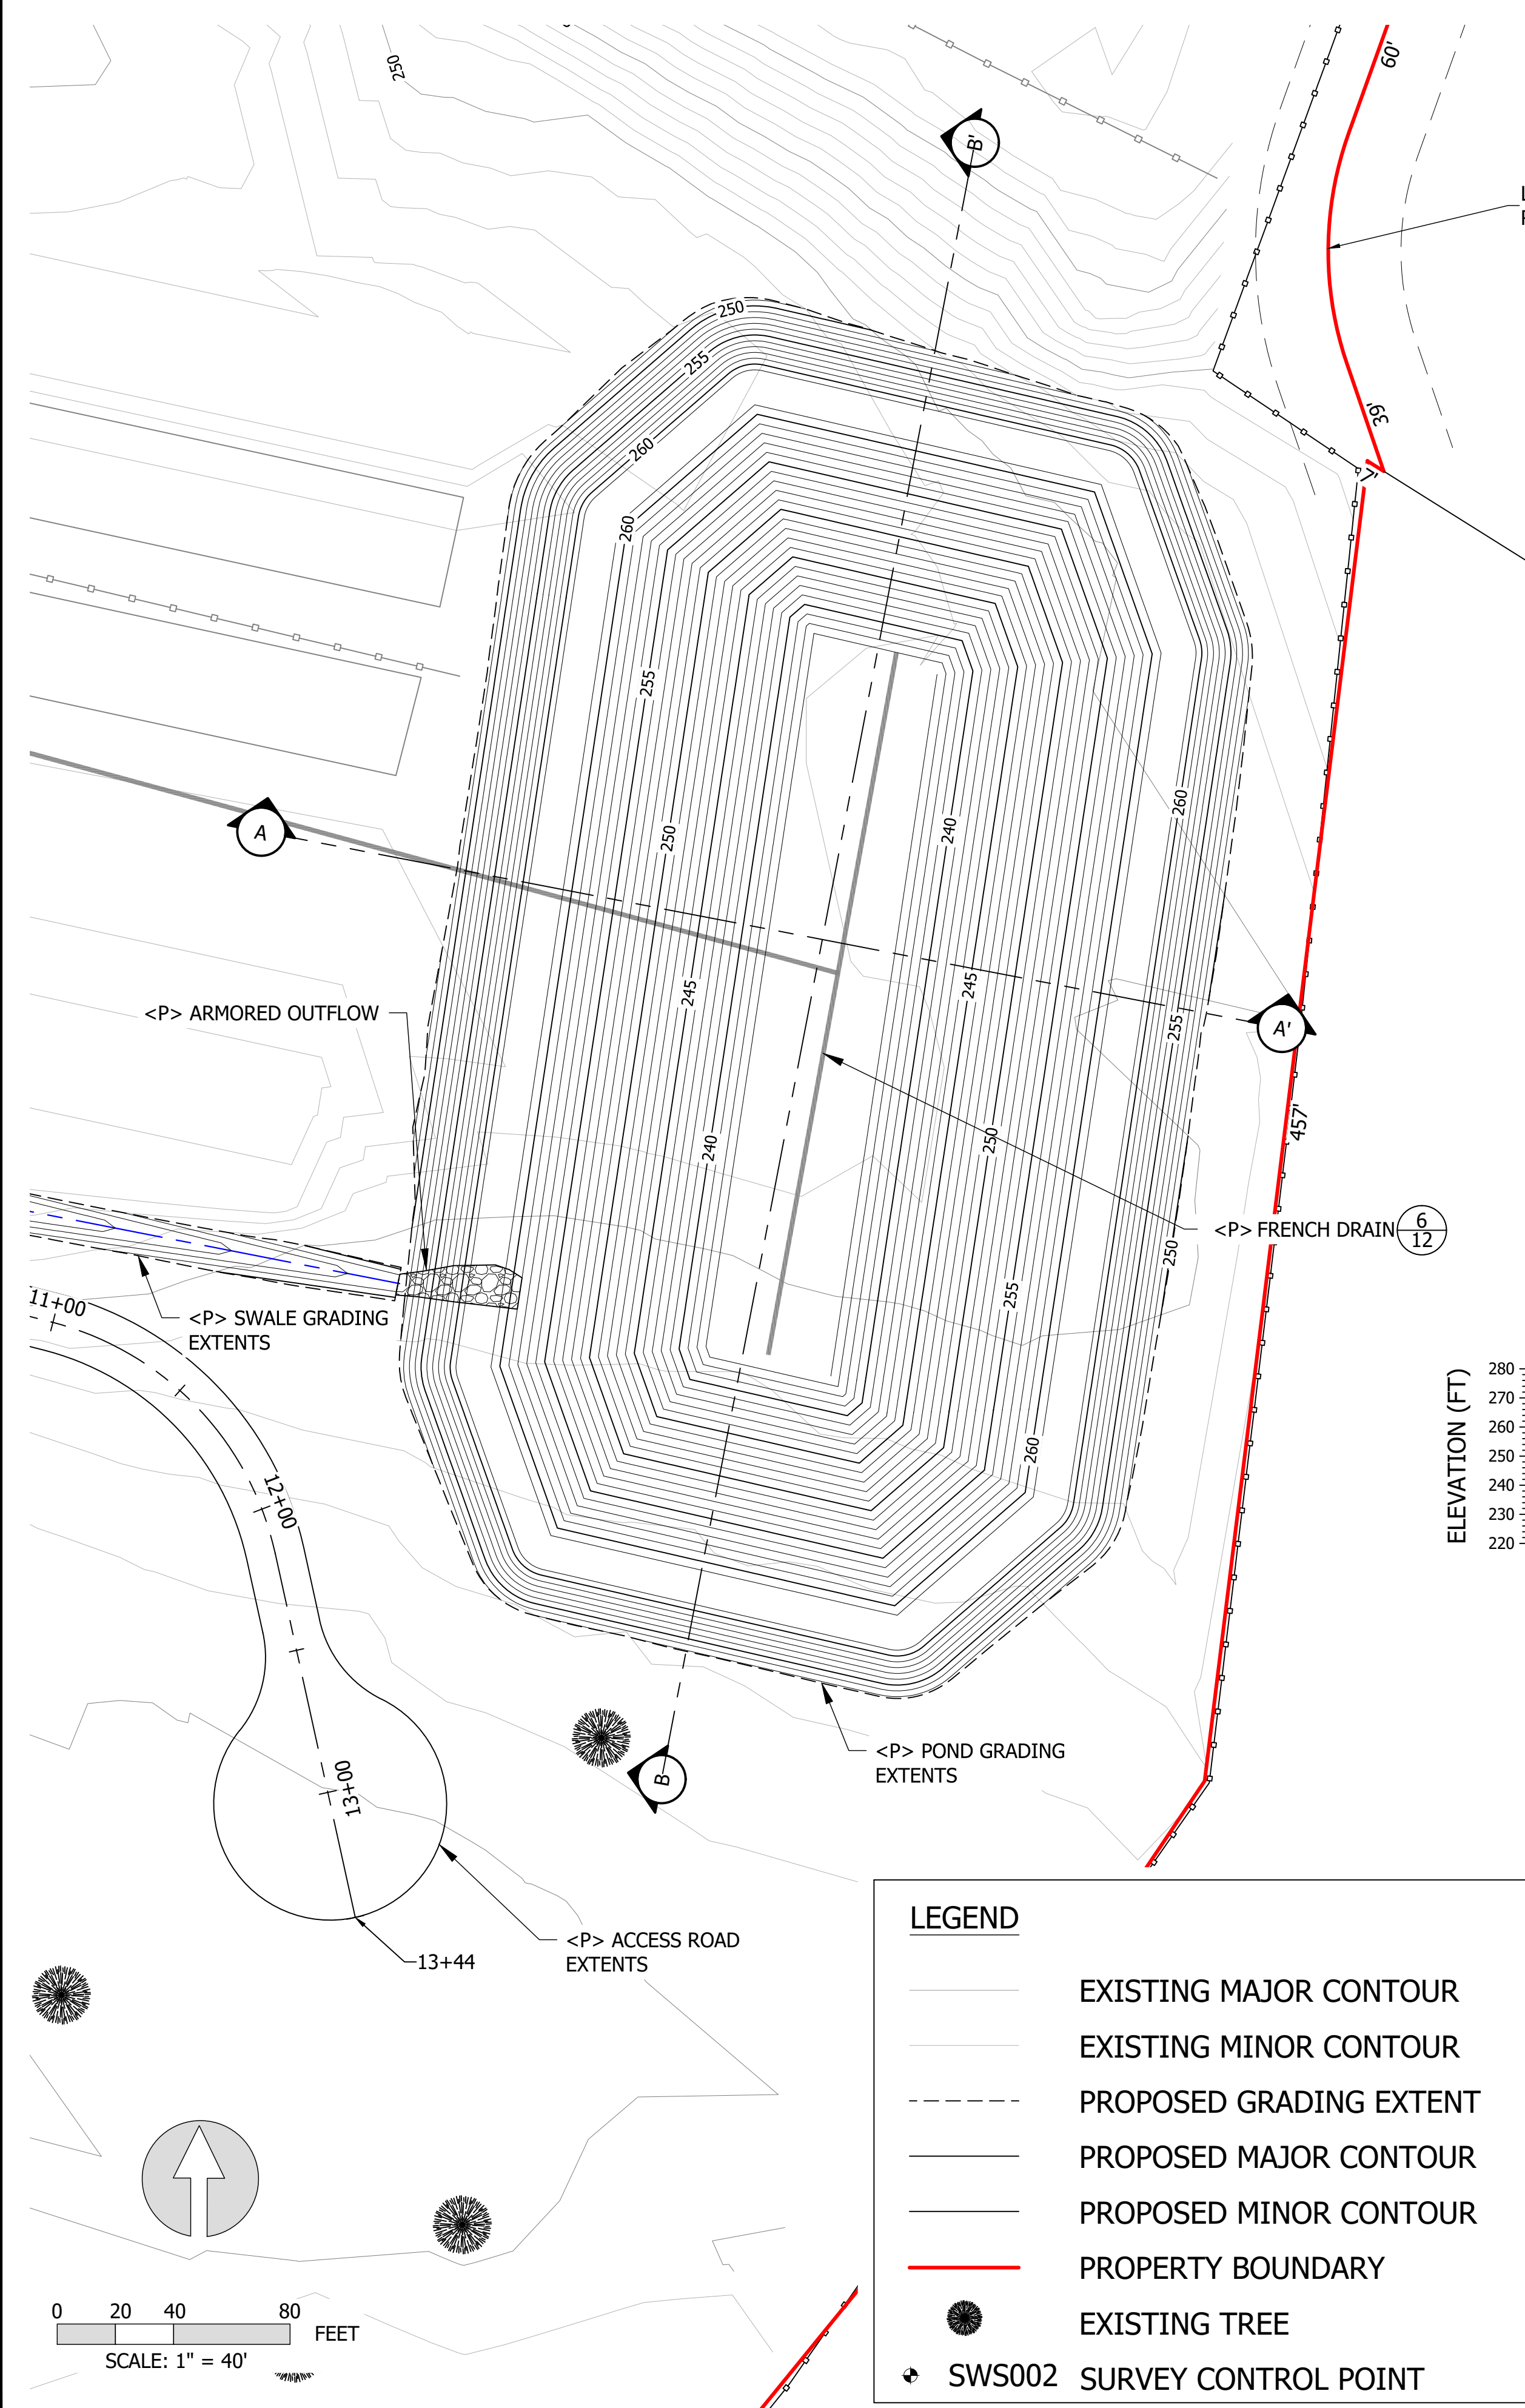 250
60'
B'
L
F
250
255
39'
260
7'
260
255
260
A
250
240
245
245
255
A'
<P> ARMORED OUTFLOW
457'
240
250
<P> FRENCH DRAIN
6
12
250
255
11+00
<P> SWALE GRADING
EXTENTS
ELEVATION (FT)
280
270
260
250
240
230
220
260
12+00
<P> POND GRADING
EXTENTS
B
13+00
<P> ACCESS ROAD
EXTENTS
13+44
LEGEND
EXISTING MAJOR CONTOUR
EXISTING MINOR CONTOUR
PROPOSED GRADING EXTENT
PROPOSED MAJOR CONTOUR
PROPOSED MINOR CONTOUR
PROPERTY BOUNDARY
EXISTING TREE
SWS002 SURVEY CONTROL POINT
0 20 40 80
FEET
SCALE: 1" = 40'